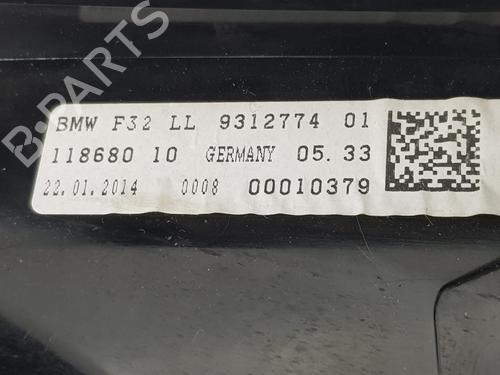 B-PARTS
BMW F32 LL 9312774 01
118680 10 GERMANY 05.33
22.01.2014 0008 00010379